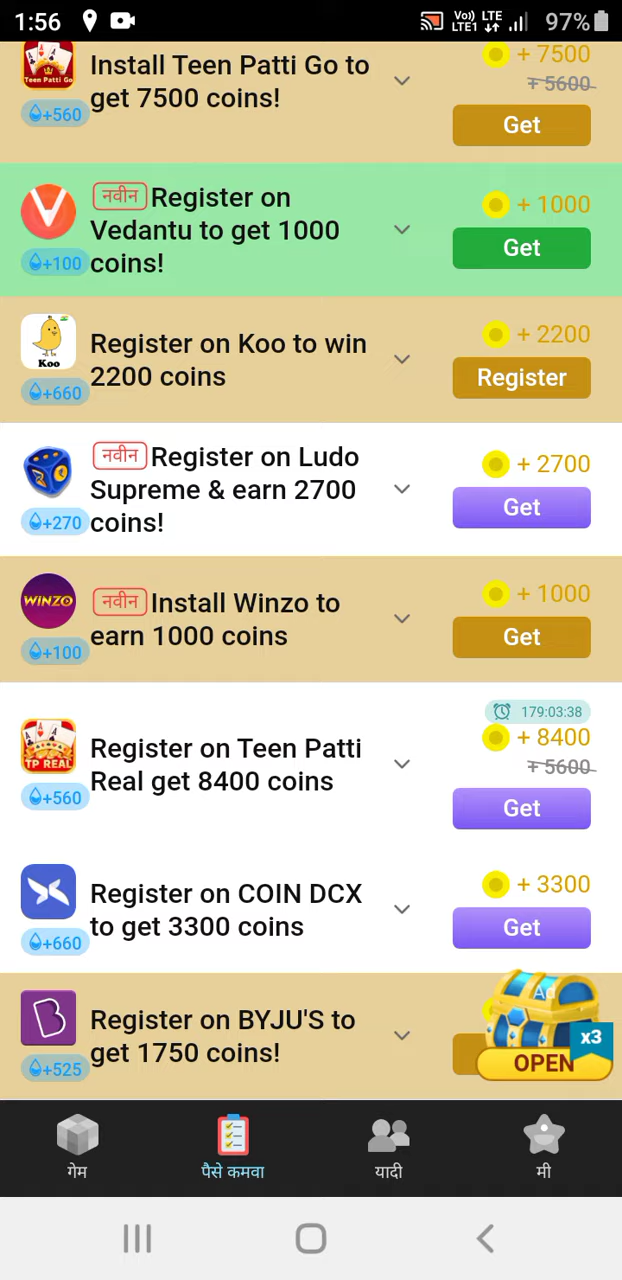 1:56
Vo)) LTE
LTE1
97%
Teen Patti Go
Install Teen Patti Go to
get 7500 coins!
+560
+ 7500
+ 5600
Get
नवीन Register on
Vedantu to get 1000
coins!
+100
+ 1000
Get
Koo
Register on Koo to win
2200 coins
+660
+ 2200
Register
नवीन Register on Ludo
Supreme & earn 2700
coins!
+270
+ 2700
Get
WINZO
नवीन Install Winzo to
earn 1000 coins
+100
+ 1000
Get
TP REAL
Register on Teen Patti
Real get 8400 coins
+560
179:03:38
+ 8400
+ 5600
Get
Register on COIN DCX
to get 3300 coins
+660
+ 3300
Get
B
Register on BYJU'S to
get 1750 coins!
+525
Ad
x3
OPEN
गेम
पैसे कमवा
यादी
मी